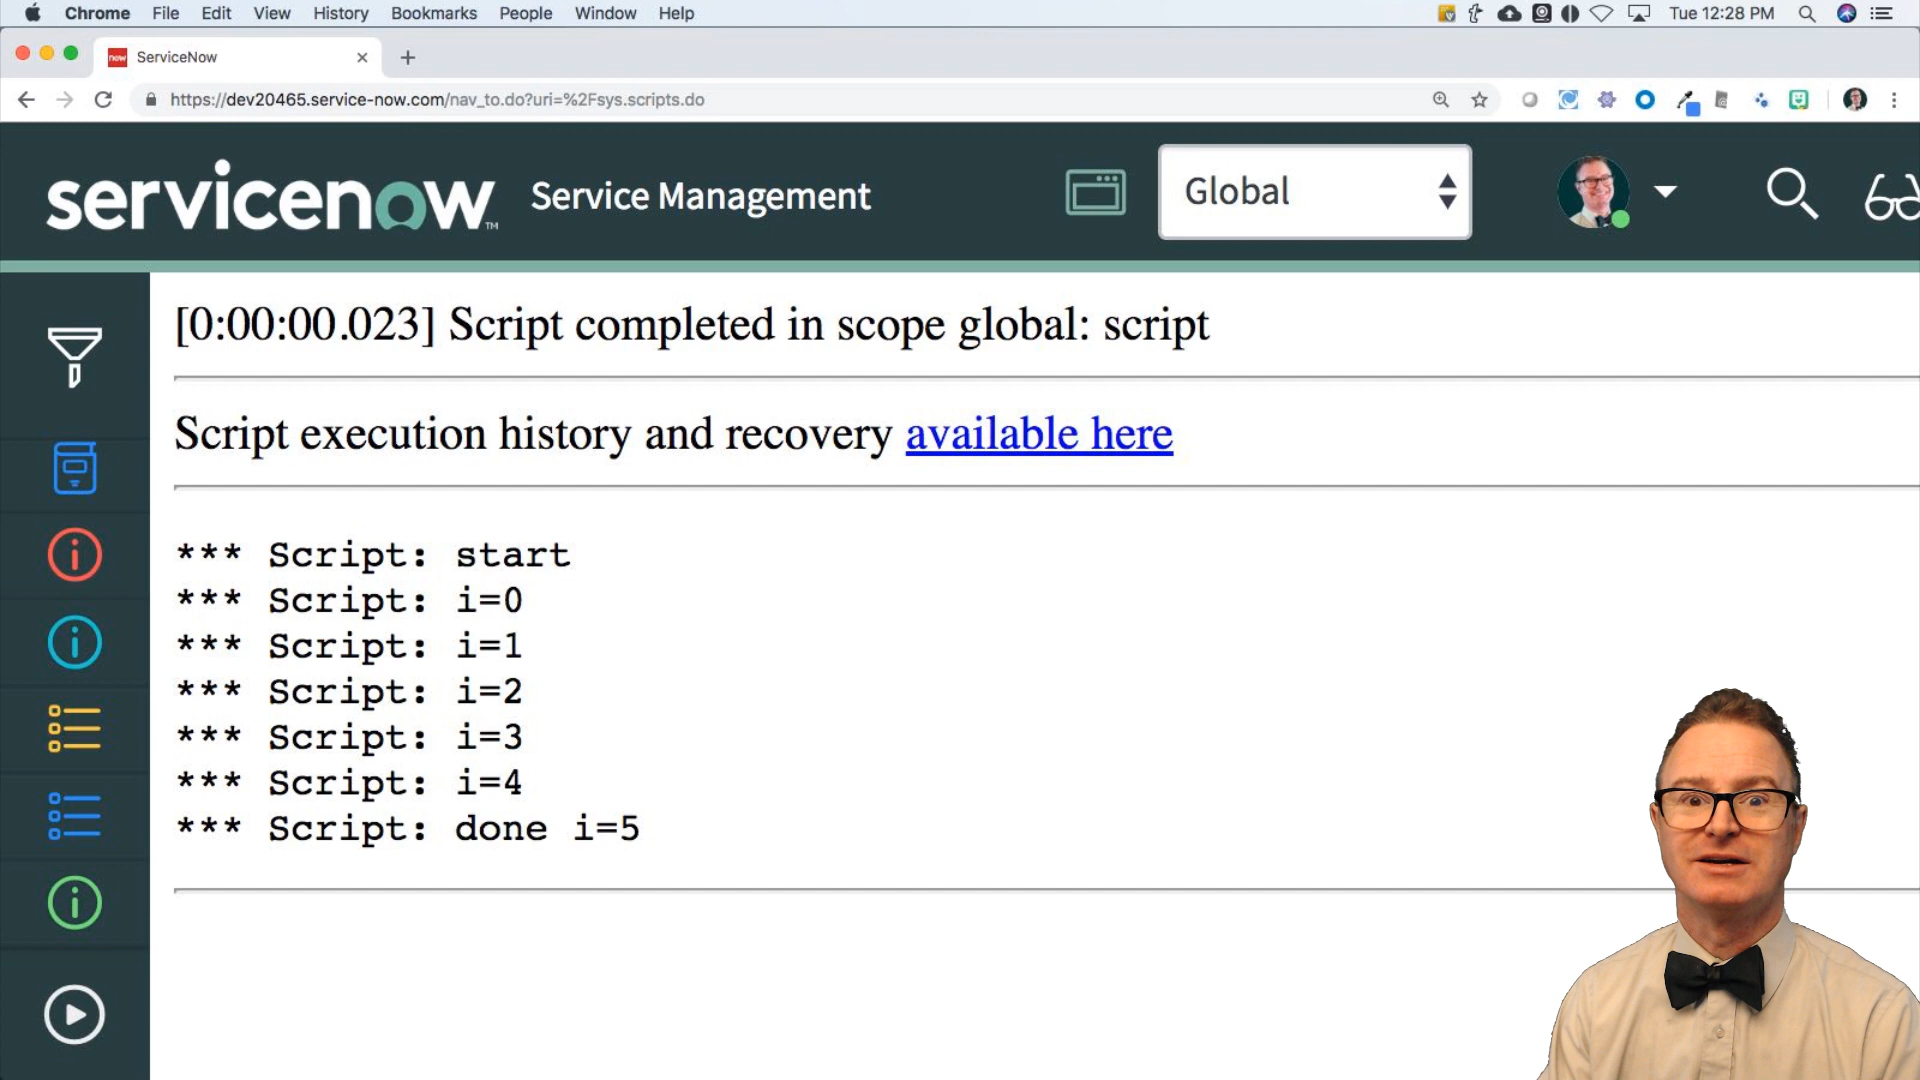 Chrome File Edit View History Bookmarks People Window Help Tue 12:28 PM
now ServiceNow
https://dev20465.service-now.com/nav_to.do?uri=%2Fsys.scripts.do
servicenow™ Service Management Global
[0:00:00.023] Script completed in scope global: script
Script execution history and recovery available here
*** Script: start
*** Script: i=0
*** Script: i=1
*** Script: i=2
*** Script: i=3
*** Script: i=4
*** Script: done i=5